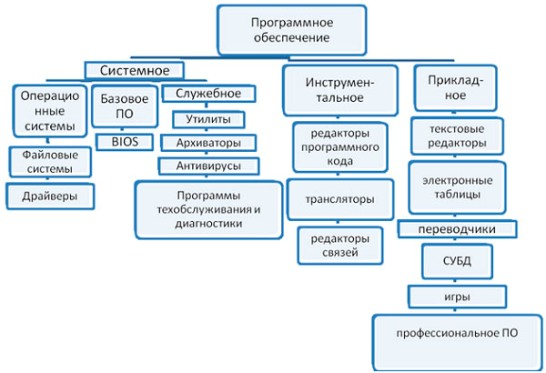 Программное
обеспечение
Системное
Операцио
нные
системы
Файловые
системы
Драйверы
Базовое
ПО
BIOS
Служебное
Утилиты
Архиваторы
Антивирусы
Программы
техобслуживания и
диагностики
Инструмен-
тальное
редакторы
программного
кода
трансляторы
редакторы
связей
Приклад-
ное
текстовые
редакторы
электронные
таблицы
переводчики
СУБД
игры
профессиональное ПО